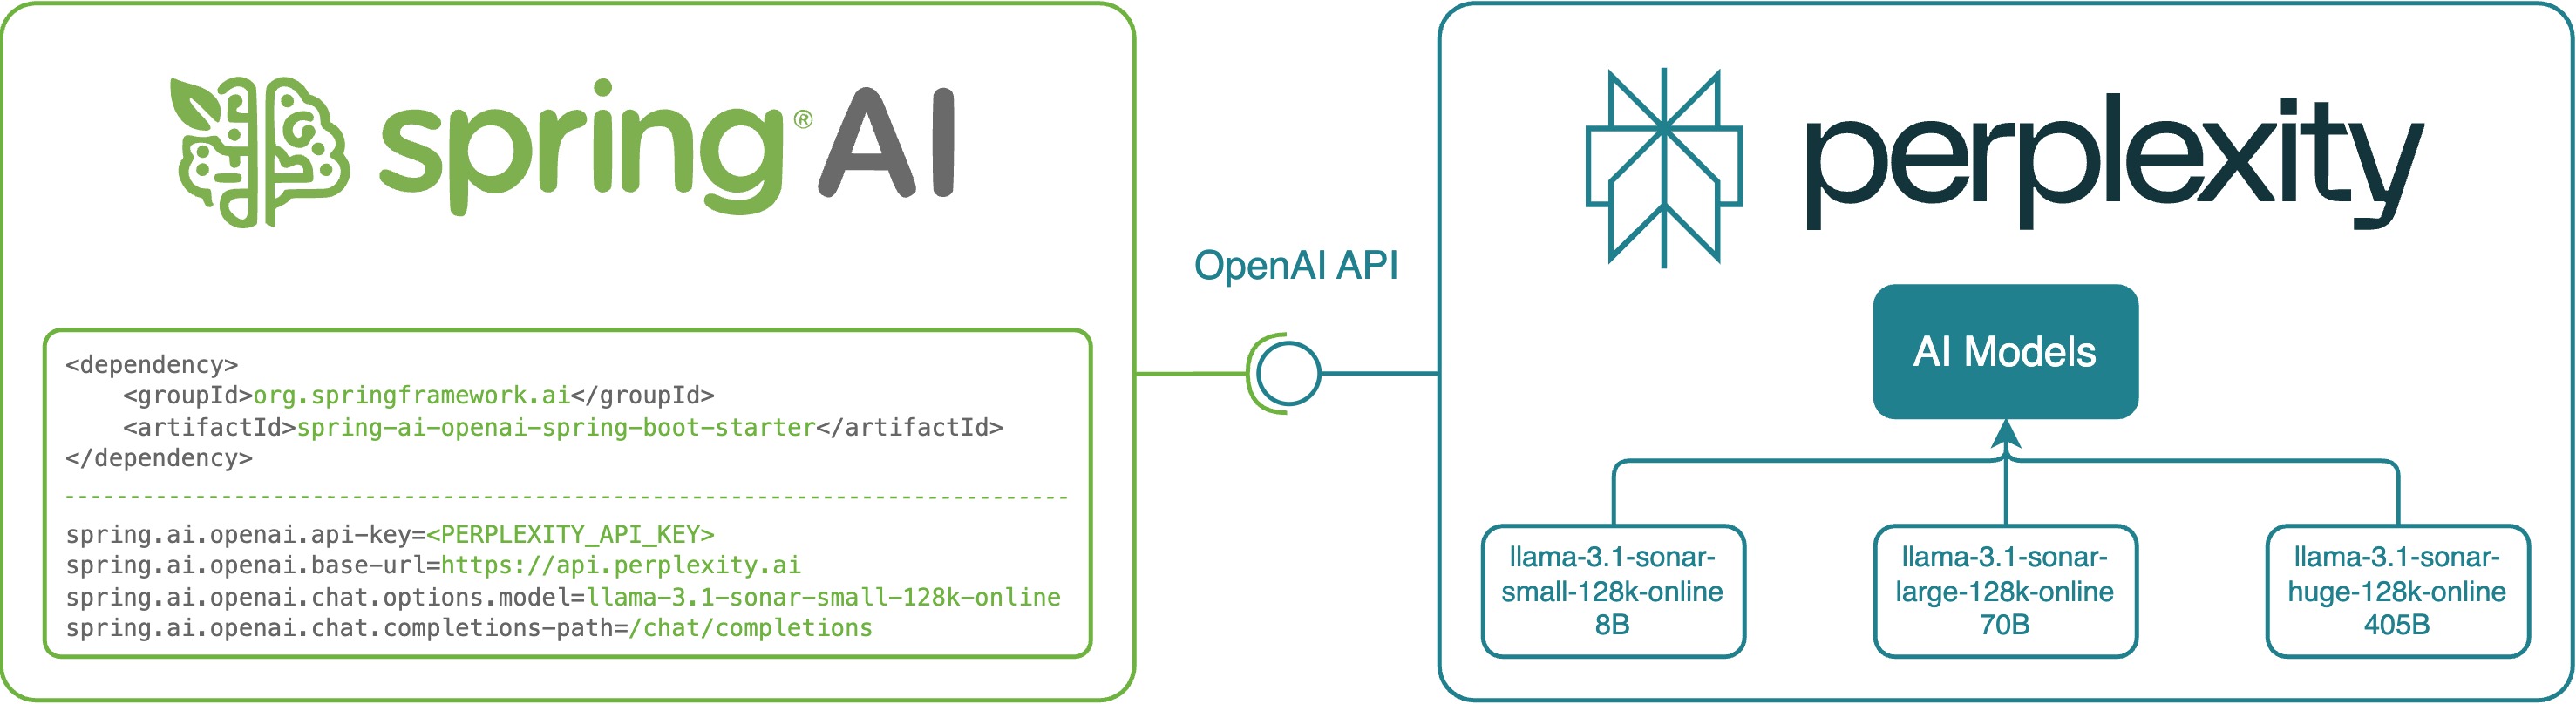 spring® AI
<dependency>
    <groupId>org.springframework.ai</groupId>
    <artifactId>spring-ai-openai-spring-boot-starter</artifactId>
</dependency>
spring.ai.openai.api-key=<PERPLEXITY_API_KEY>
spring.ai.openai.base-url=https://api.perplexity.ai
spring.ai.openai.chat.options.model=llama-3.1-sonar-small-128k-online
spring.ai.openai.chat.completions-path=/chat/completions
OpenAI API
perplexity
AI Models
llama-3.1-sonar-
small-128k-online
8B
llama-3.1-sonar-
large-128k-online
70B
llama-3.1-sonar-
huge-128k-online
405B